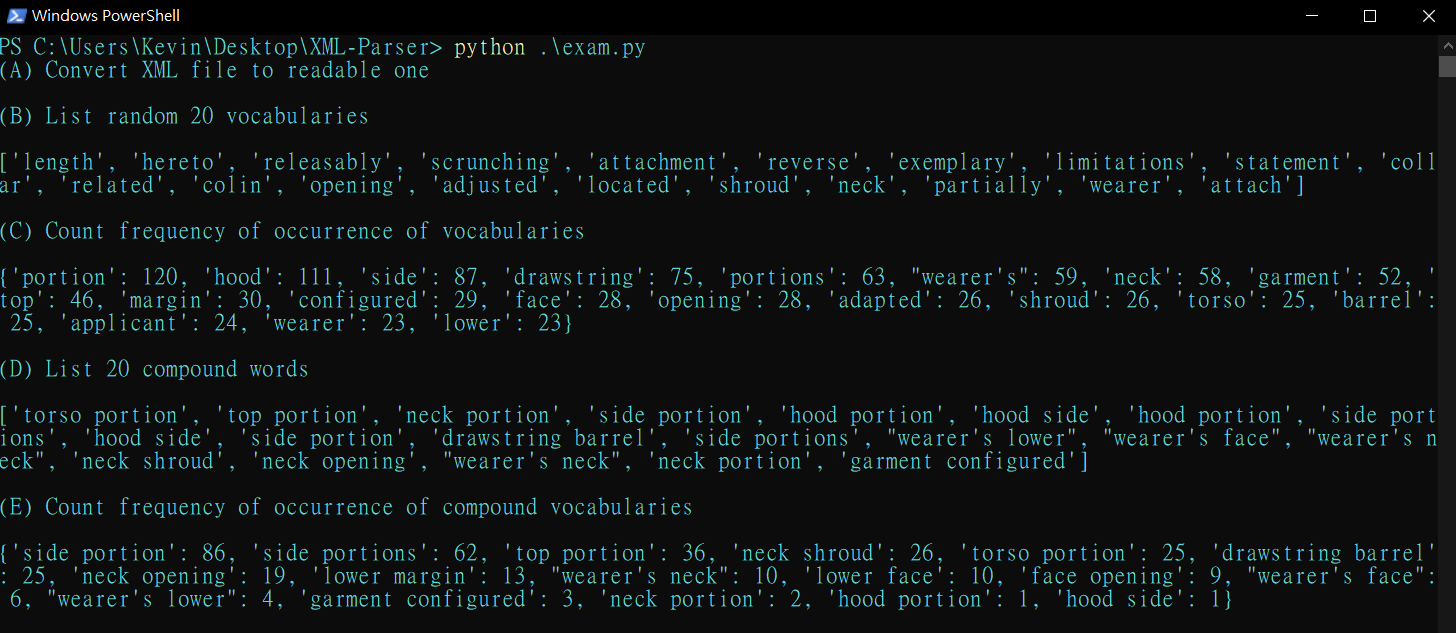 Windows PowerShell
PS C:\Users\Kevin\Desktop\XML-Parser> python .\exam.py
(A) Convert XML file to readable one
(B) List random 20 vocabularies
['length', 'hereto', 'releasably', 'scrunching', 'attachment', 'reverse', 'exemplary', 'limitations', 'statement', 'coll
ar', 'related', 'colin', 'opening', 'adjusted', 'located', 'shroud', 'neck', 'partially', 'wearer', 'attach']
(C) Count frequency of occurrence of vocabularies
{'portion': 120, 'hood': 111, 'side': 87, 'drawstring': 75, 'portions': 63, "wearer's": 59, 'neck': 58, 'garment': 52, '
top': 46, 'margin': 30, 'configured': 29, 'face': 28, 'opening': 28, 'adapted': 26, 'shroud': 26, 'torso': 25, 'barrel':
 25, 'applicant': 24, 'wearer': 23, 'lower': 23}
(D) List 20 compound words
['torso portion', 'top portion', 'neck portion', 'side portion', 'hood portion', 'hood side', 'hood portion', 'side port
ions', 'hood side', 'side portion', 'drawstring barrel', 'side portions', "wearer's lower", "wearer's face", "wearer's n
eck", 'neck shroud', 'neck opening', "wearer's neck", 'neck portion', 'garment configured']
(E) Count frequency of occurrence of compound vocabularies
{'side portion': 86, 'side portions': 62, 'top portion': 36, 'neck shroud': 26, 'torso portion': 25, 'drawstring barrel'
: 25, 'neck opening': 19, 'lower margin': 13, "wearer's neck": 10, 'lower face': 10, 'face opening': 9, "wearer's face":
 6, "wearer's lower": 4, 'garment configured': 3, 'neck portion': 2, 'hood portion': 1, 'hood side': 1}